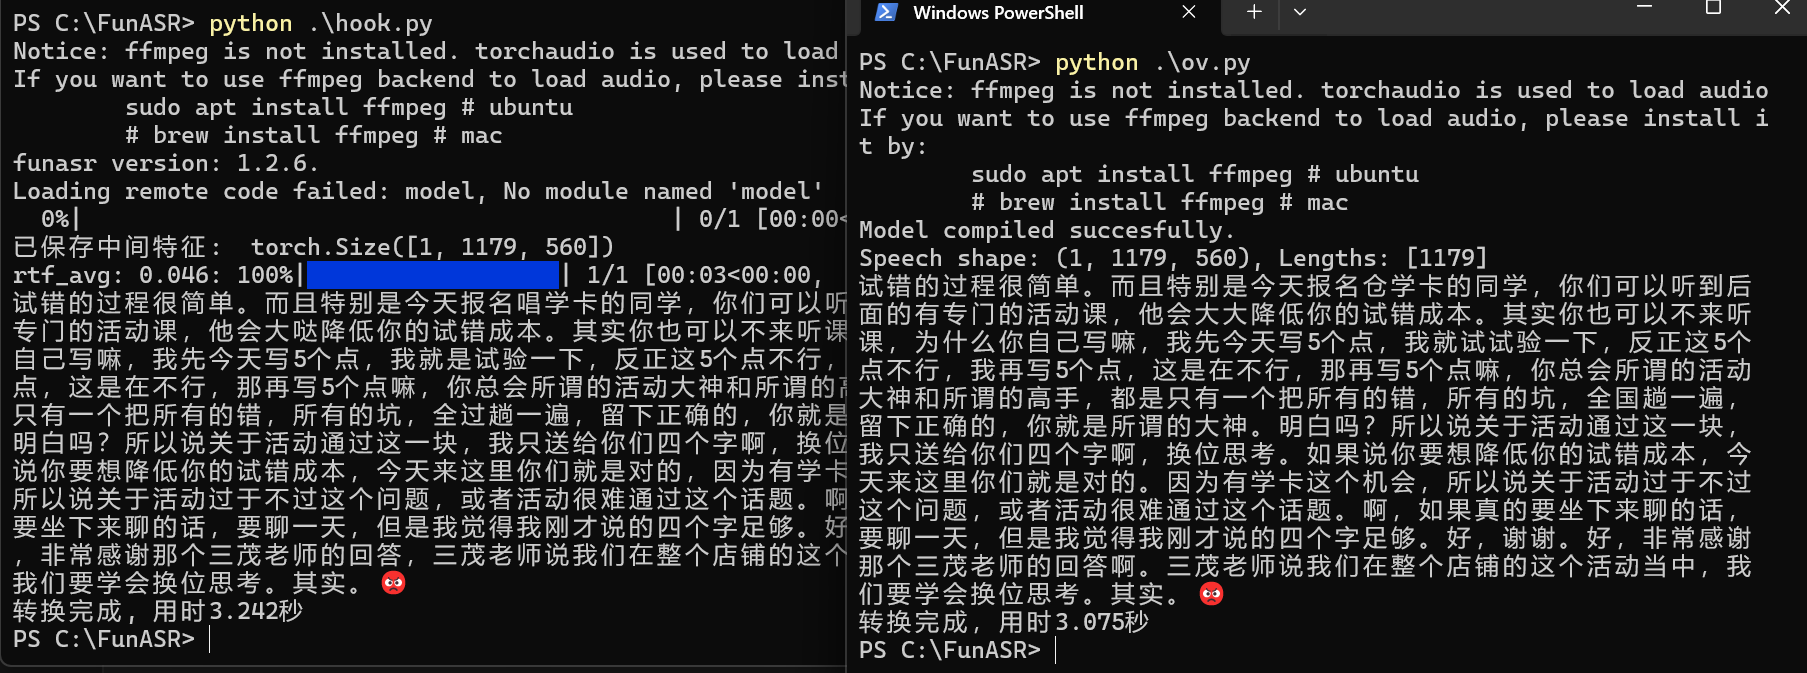 PS C:\FunASR> python .\hook.py
Notice: ffmpeg is not installed. torchaudio is used to load
If you want to use ffmpeg backend to load audio, please inst
sudo apt install ffmpeg # ubuntu
# brew install ffmpeg # mac
funasr version: 1.2.6.
Loading remote code failed: model, No module named 'model'
0%| | 0/1 [00:00<
已保存中间特征： torch.Size([1, 1179, 560])
rtf_avg: 0.046: 100%| | 1/1 [00:03<00:00,
试错的过程很简单。而且特别是今天报名唱学卡的同学，你们可以听
专门的活动课，他会大哒降低你的试错成本。其实你也可以不来听课
自己写嘛，我先今天写5个点，我就是试验一下，反正这5个点不行，
点，这是在不行，那再写5个点嘛，你总会所谓的活动大神和所谓的高
只有一个把所有的错，所有的坑，全过趟一遍，留下正确的，你就是
明白吗？所以说关于活动通过这一块，我只送给你们四个字啊，换位
说你要想降低你的试错成本，今天来这里你们就是对的，因为有学卡
所以说关于活动过于不过这个问题，或者活动很难通过这个话题。啊
要坐下来聊的话，要聊一天，但是我觉得我刚才说的四个字足够。好
，非常感谢那个三茂老师的回答，三茂老师说我们在整个店铺的这个
我们要学会换位思考。其实。😡
转换完成，用时3.242秒
PS C:\FunASR>
Windows PowerShell
PS C:\FunASR> python .\ov.py
Notice: ffmpeg is not installed. torchaudio is used to load audio
If you want to use ffmpeg backend to load audio, please install i
t by:
sudo apt install ffmpeg # ubuntu
# brew install ffmpeg # mac
Model compiled succesfully.
Speech shape: (1, 1179, 560), Lengths: [1179]
试错的过程很简单。而且特别是今天报名仓学卡的同学，你们可以听到后
面的有专门的活动课，他会大大降低你的试错成本。其实你也可以不来听
课，为什么你自己写嘛，我先今天写5个点，我就试试验一下，反正这5个
点不行，我再写5个点，这是在不行，那再写5个点嘛，你总会所谓的活动
大神和所谓的高手，都是只有一个把所有的错，所有的坑，全国趟一遍，
留下正确的，你就是所谓的大神。明白吗？所以说关于活动通过这一块，
我只送给你们四个字啊，换位思考。如果说你要想降低你的试错成本，今
天来这里你们就是对的。因为有学卡这个机会，所以说关于活动过于不过
这个问题，或者活动很难通过这个话题。啊，如果真的要坐下来聊的话，
要聊一天，但是我觉得我刚才说的四个字足够。好，谢谢。好，非常感谢
那个三茂老师的回答啊。三茂老师说我们在整个店铺的这个活动当中，我
们要学会换位思考。其实。😡
转换完成，用时3.075秒
PS C:\FunASR>